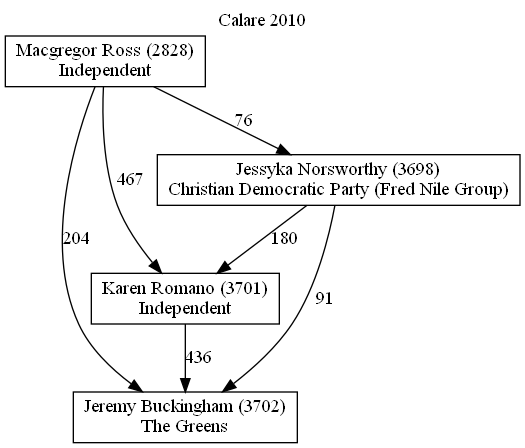 Calare 2010
Macgregor Ross (2828)
Independent
76
Jessyka Norsworthy (3698)
Christian Democratic Party (Fred Nile Group)
467
204
180
Karen Romano (3701)
Independent
91
436
Jeremy Buckingham (3702)
The Greens